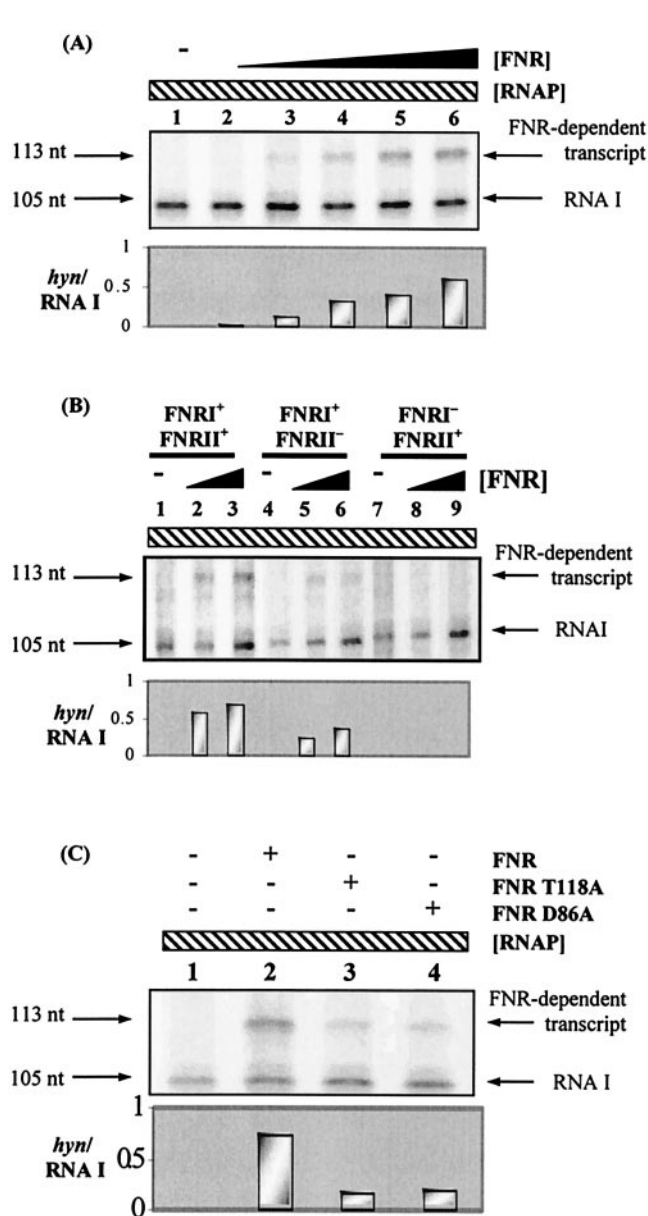 (A)
- [FNR]
[RNAP]
1 2 3 4 5 6
113 nt FNR-dependent transcript
105 nt RNA I
hyn/ RNA I
1
0.5
0
(B)
FNRI⁺ FNRI⁺ FNRI⁻
FNRII⁺ FNRII⁻ FNRII⁺
- - - [FNR]
1 2 3 4 5 6 7 8 9
113 nt FNR-dependent transcript
105 nt RNAI
hyn/ RNA I
1
0.5
0
(C)
- + - - FNR
- - + - FNR T118A
- - - + FNR D86A
[RNAP]
1 2 3 4
113 nt FNR-dependent transcript
105 nt RNA I
hyn/ RNA I
1
0.5
0